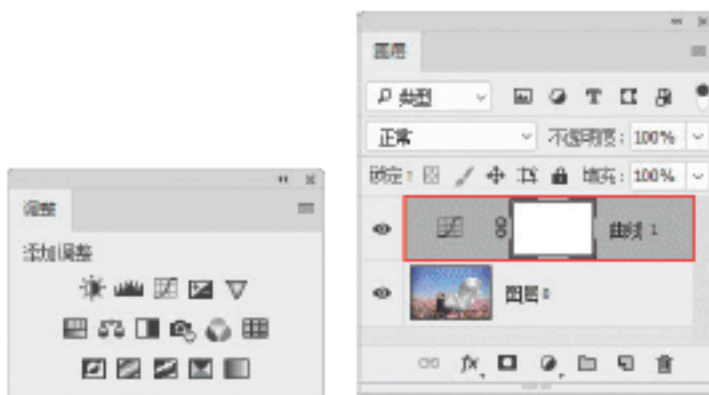 调整
添加调整
图层
类型
T
正常
不透明度: 100%
锁定:
填充: 100%
曲线 1
图层 0
fx